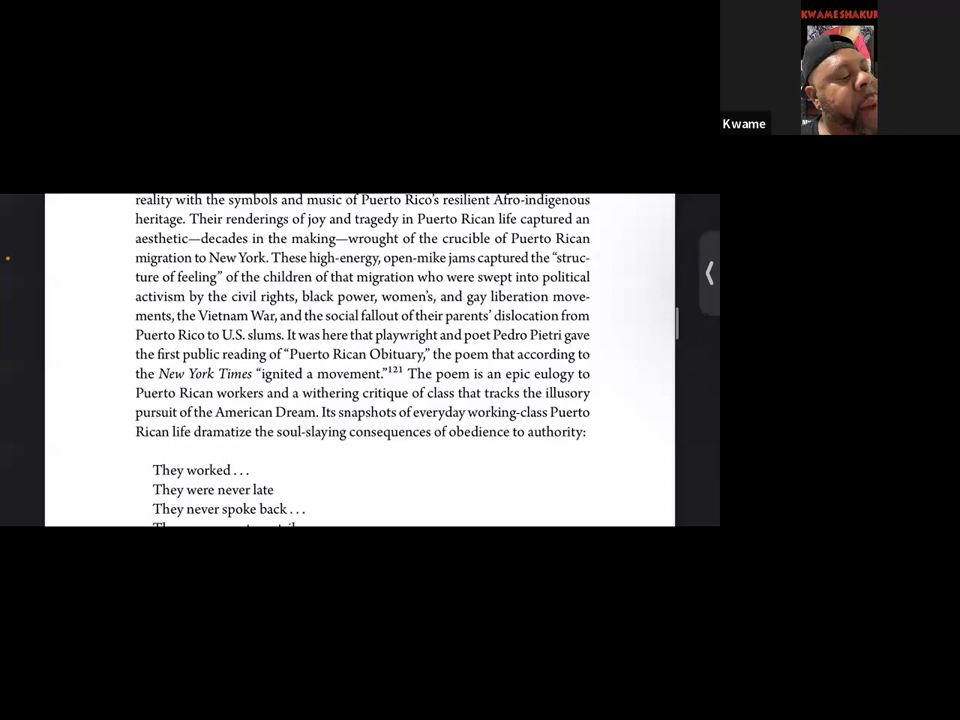 KWAME SHAKUR
Kwame
reality with the symbols and music of Puerto Rico’s resilient Afro-indigenous
heritage. Their renderings of joy and tragedy in Puerto Rican life captured an
aesthetic—decades in the making—wrought of the crucible of Puerto Rican
migration to New York. These high-energy, open-mike jams captured the “struc-
ture of feeling” of the children of that migration who were swept into political
activism by the civil rights, black power, women’s, and gay liberation move-
ments, the Vietnam War, and the social fallout of their parents’ dislocation from
Puerto Rico to U.S. slums. It was here that playwright and poet Pedro Pietri gave
the first public reading of “Puerto Rican Obituary,” the poem that according to
the New York Times “ignited a movement.”121 The poem is an epic eulogy to
Puerto Rican workers and a withering critique of class that tracks the illusory
pursuit of the American Dream. Its snapshots of everyday working-class Puerto
Rican life dramatize the soul-slaying consequences of obedience to authority:
They worked . . .
They were never late
They never spoke back . . .